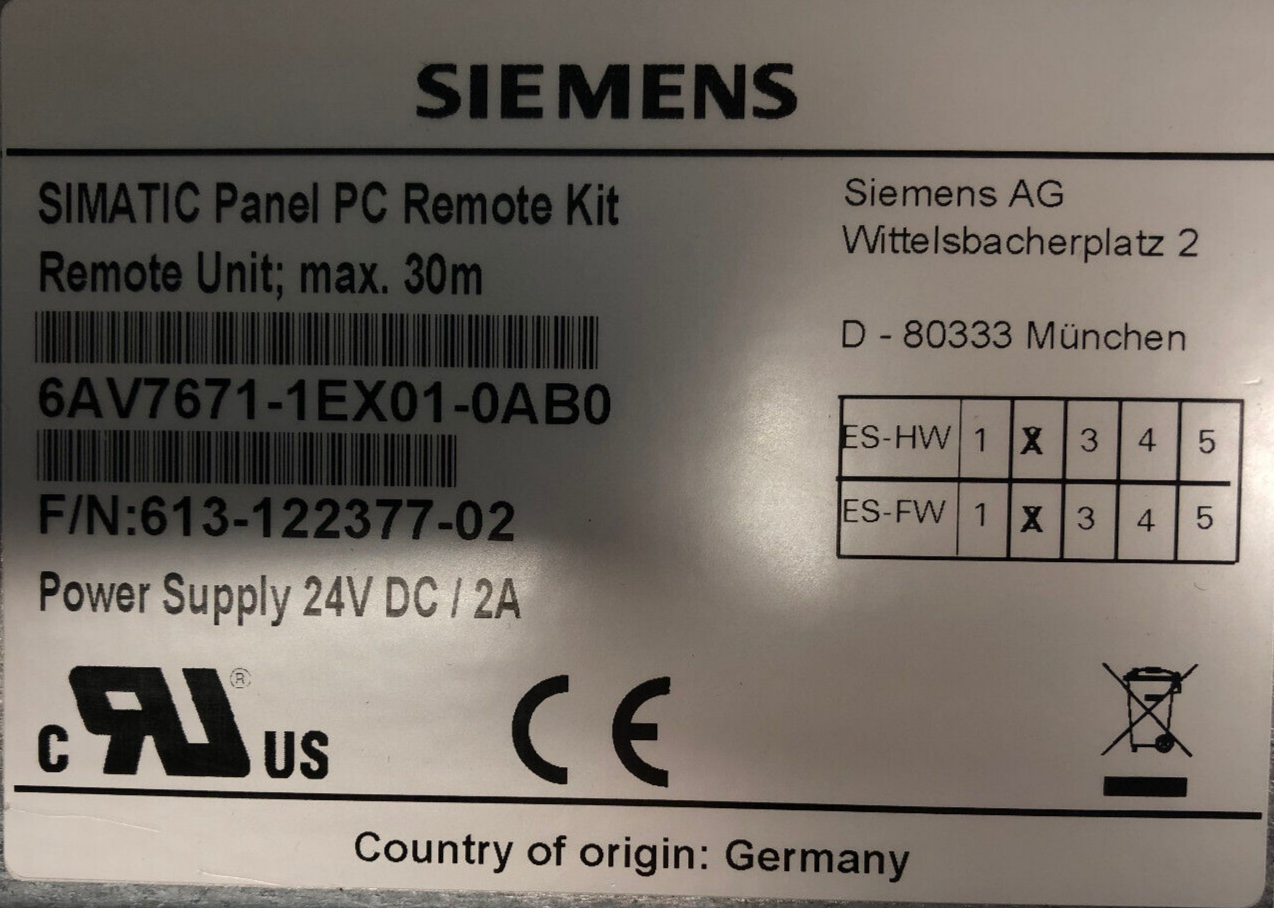 SIEMENS
SIMATIC Panel PC Remote Kit
Remote Unit; max. 30m
6AV7671-1EX01-0AB0
F/N:613-122377-02
Power Supply 24V DC / 2A
Siemens AG
Wittelsbacherplatz 2
D - 80333 München
ES-HW 1 X 3 4 5
ES-FW 1 X 3 4 5
c RU ® US
CE
Country of origin: Germany